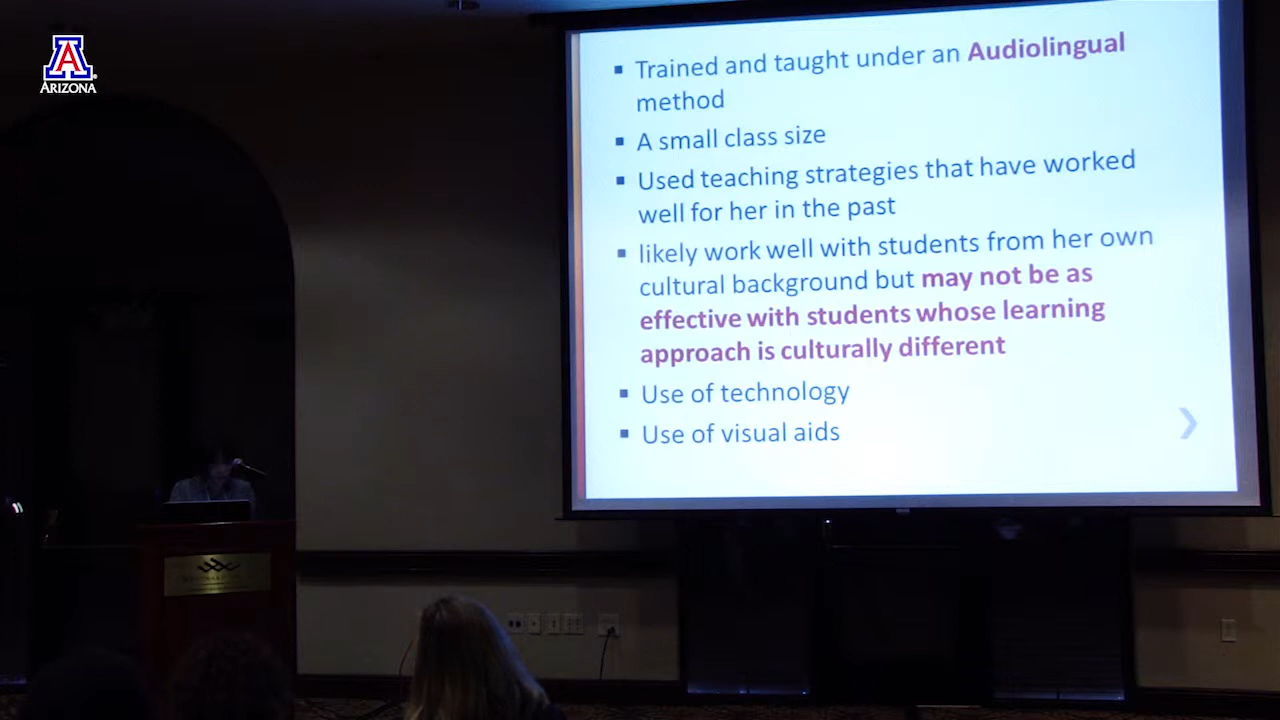 A
ARIZONA
▪ Trained and taught under an Audiolingual
method
▪ A small class size
▪ Used teaching strategies that have worked
well for her in the past
▪ likely work well with students from her own
cultural background but may not be as
effective with students whose learning
approach is culturally different
▪ Use of technology
▪ Use of visual aids